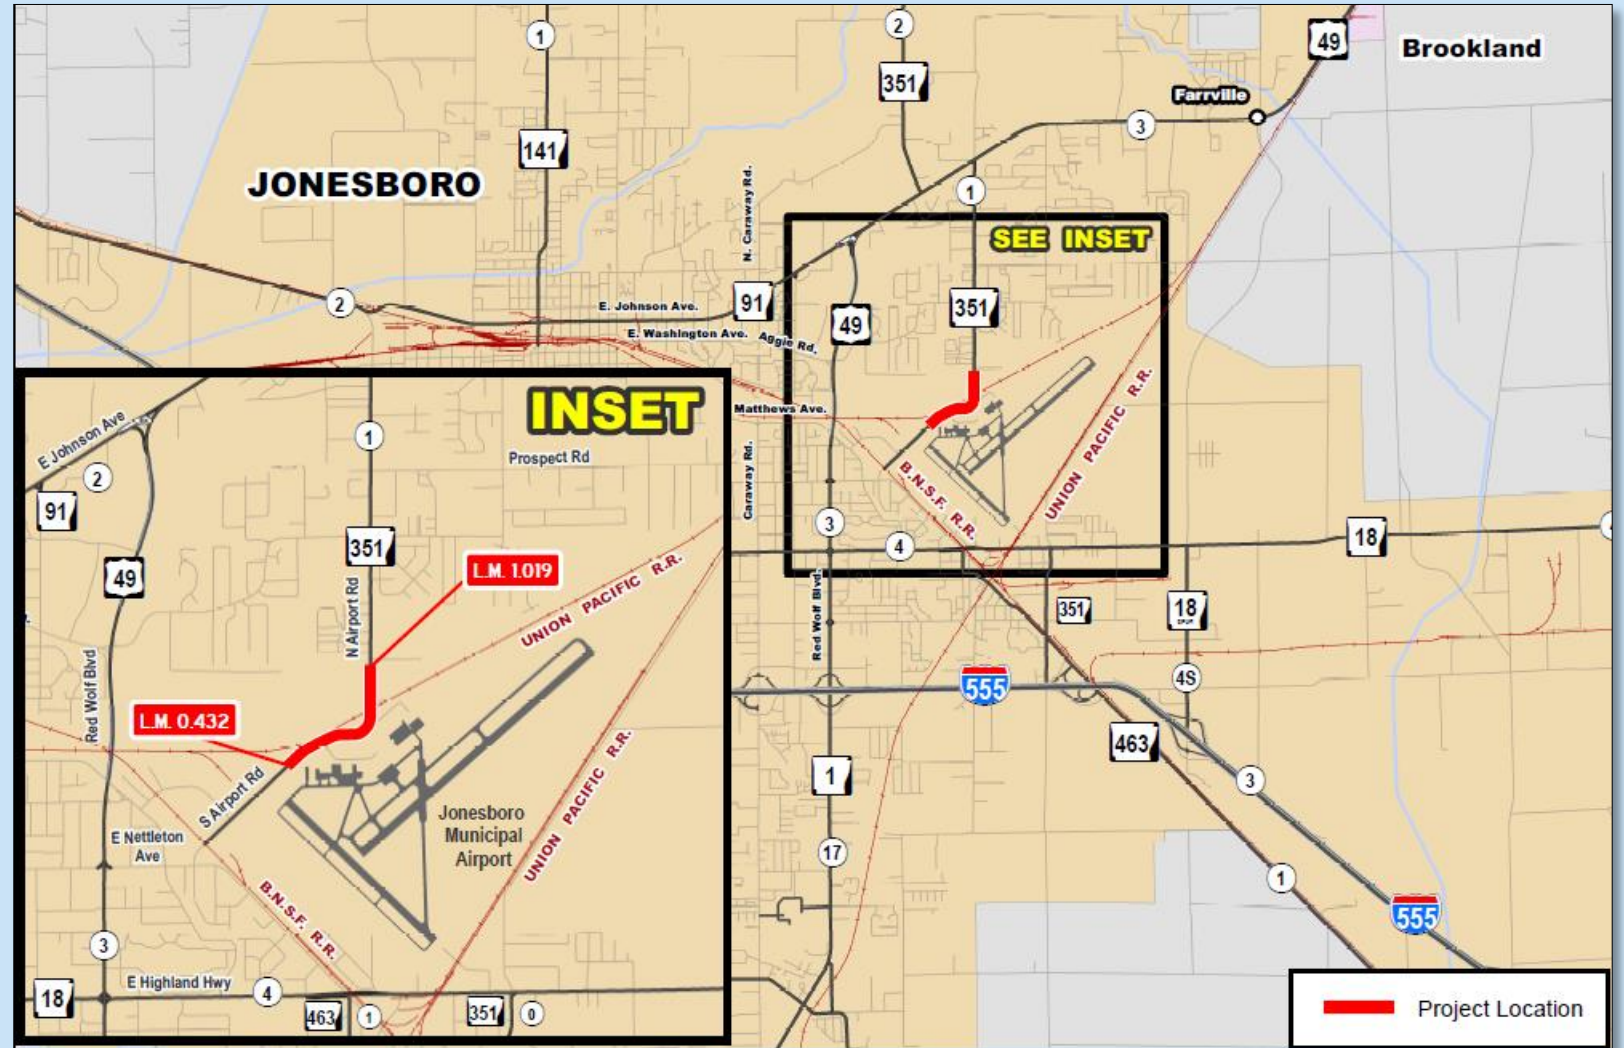 1
2
49
Brookland
351
Farrville
3
141
JONESBORO
N. Caraway Rd.
1
SEE INSET
2
91
E. Johnson Ave.
351
49
E. Washington Ave.
Aggie Rd.
Matthews Ave.
UNION PACIFIC R.R.
Caraway Rd.
B.N.S.F. R.R.
3
4
18
Red Wolf Blvd.
351
18
SPUR
555
4S
463
1
3
17
1
555
Project Location
INSET
E Johnson Ave
1
Prospect Rd
2
91
351
49
L.M. 1.019
N Airport Rd
UNION PACIFIC R.R.
Red Wolf Blvd
L.M. 0.432
S Airport Rd
Jonesboro
Municipal
Airport
UNION PACIFIC R.R.
E Nettleton
Ave
B.N.S.F. R.R.
3
E Highland Hwy
4
18
463
1
351
0